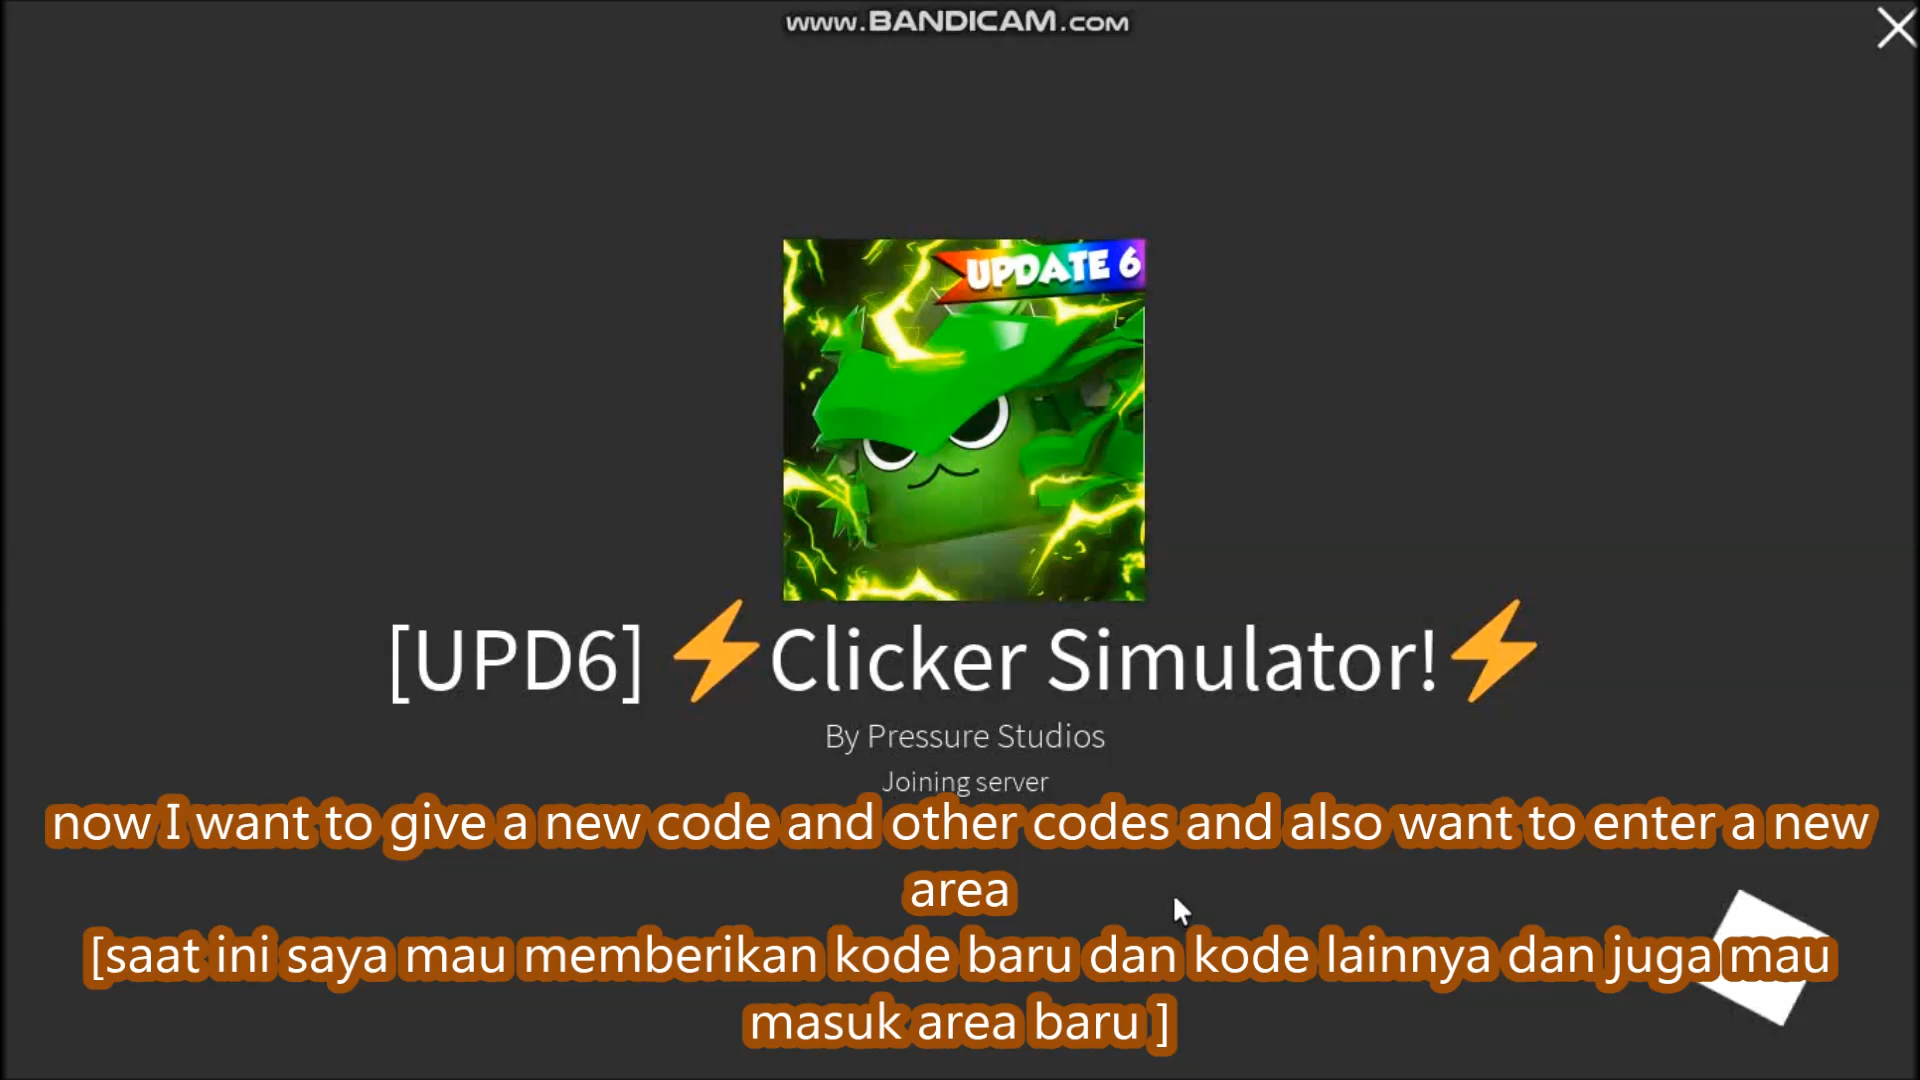 www.BANDICAM.com
UPDATE 6
[UPD6] ⚡Clicker Simulator!⚡
By Pressure Studios
Joining server
now I want to give a new code and other codes and also want to enter a new
area
[saat ini saya mau memberikan kode baru dan kode lainnya dan juga mau
masuk area baru ]